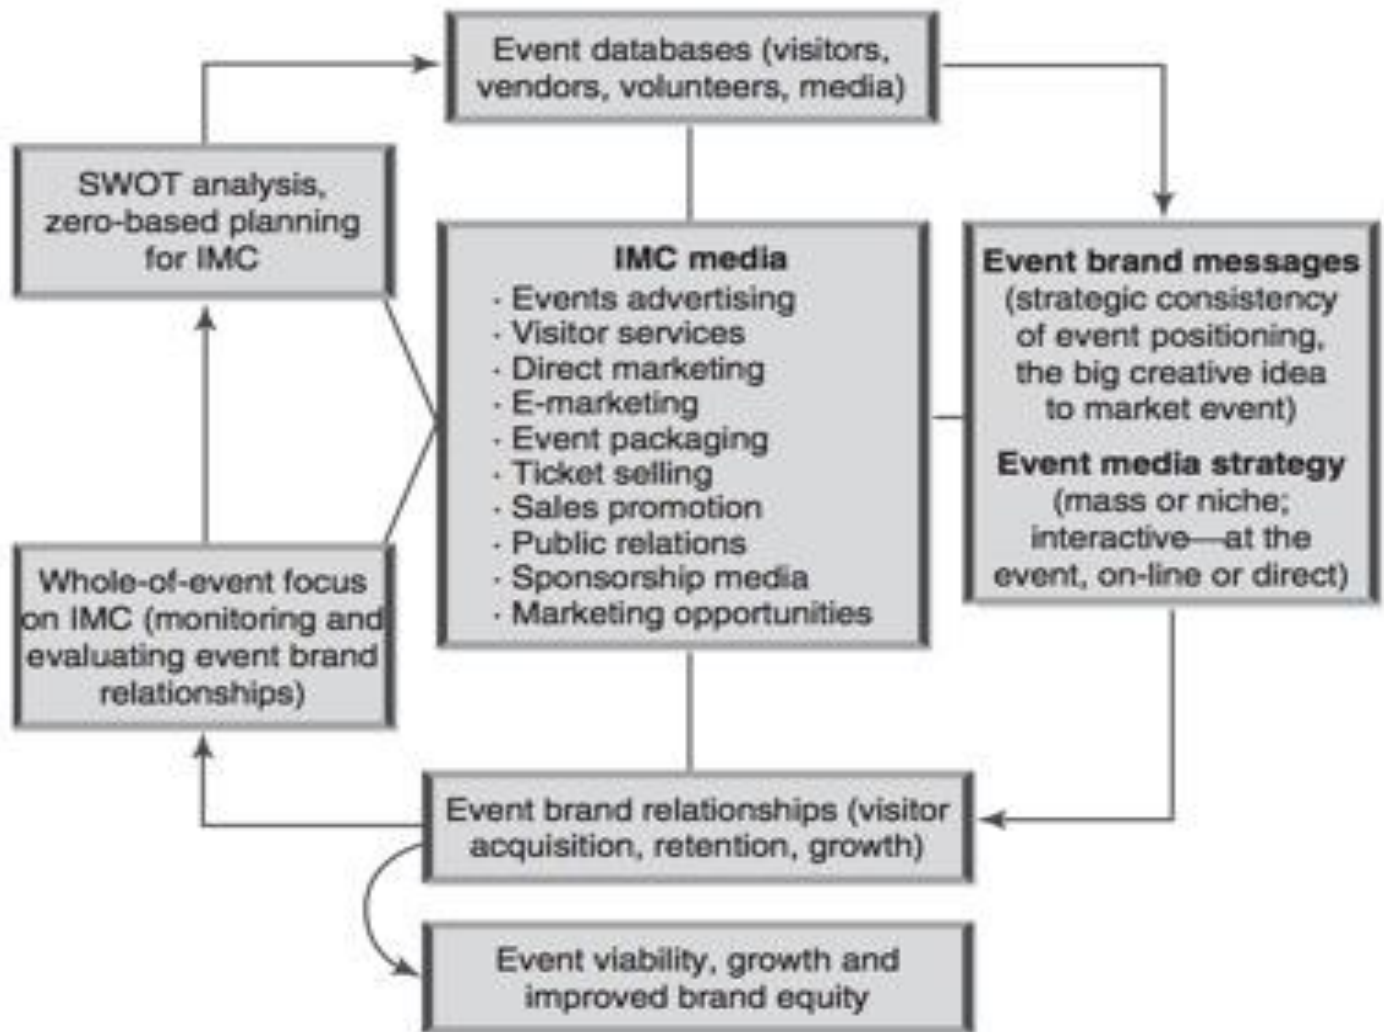 Event databases (visitors,
vendors, volunteers, media)
SWOT analysis,
zero-based planning
for IMC
IMC media
· Events advertising
· Visitor services
· Direct marketing
· E-marketing
· Event packaging
· Ticket selling
· Sales promotion
· Public relations
· Sponsorship media
· Marketing opportunities
Event brand messages
(strategic consistency
of event positioning,
the big creative idea
to market event)
Event media strategy
(mass or niche;
interactive—at the
event, on-line or direct)
Whole-of-event focus
on IMC (monitoring and
evaluating event brand
relationships)
Event brand relationships (visitor
acquisition, retention, growth)
Event viability, growth and
improved brand equity